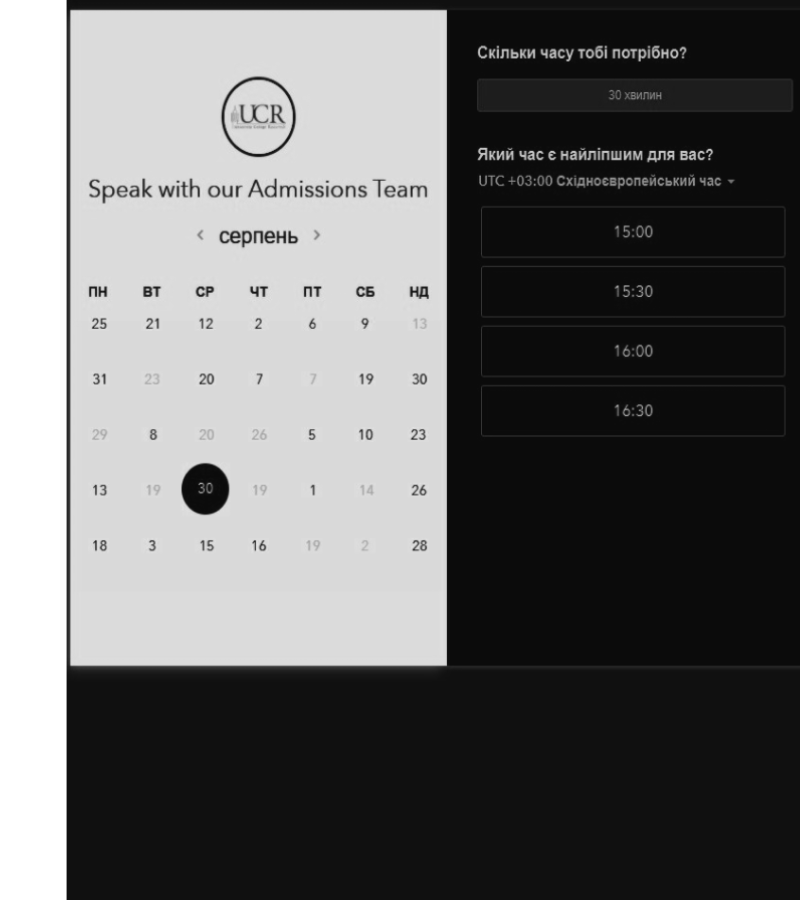 UCR
Speak with our Admissions Team
серпень
ПН ВТ СР ЧТ ПТ СБ НД
25 21 12 2 6 9 13
31 23 20 7 7 19 30
29 8 20 26 5 10 23
13 19 30 19 1 14 26
18 3 15 16 19 2 28
Скільки часу тобі потрібно?
30 хвилин
Який час є найліпшим для вас?
UTC +03:00 Східноєвропейський час
15:00
15:30
16:00
16:30